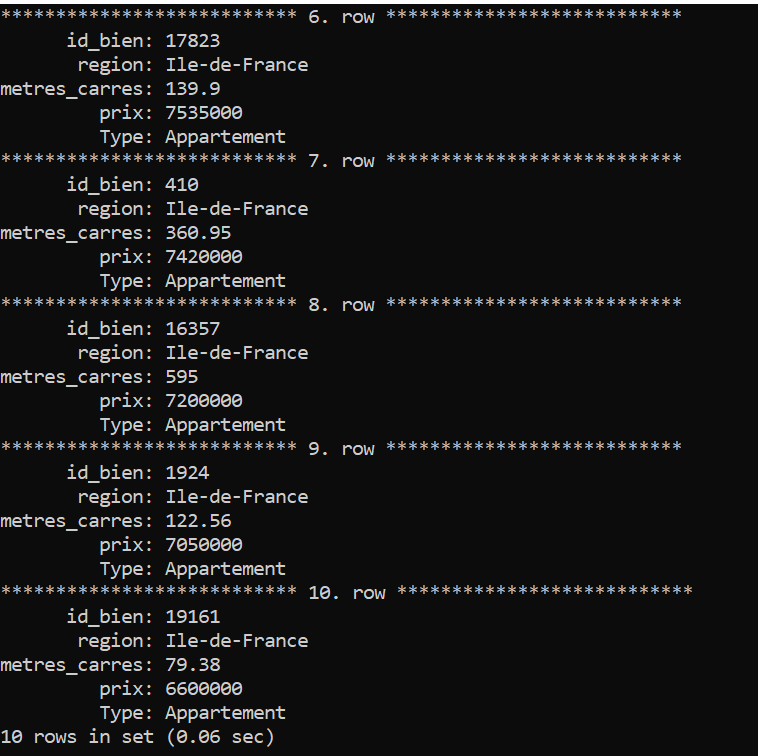 *************************** 6. row ***************************
id_bien: 17823
region: Ile-de-France
metres_carres: 139.9
prix: 7535000
Type: Appartement
*************************** 7. row ***************************
id_bien: 410
region: Ile-de-France
metres_carres: 360.95
prix: 7420000
Type: Appartement
*************************** 8. row ***************************
id_bien: 16357
region: Ile-de-France
metres_carres: 595
prix: 7200000
Type: Appartement
*************************** 9. row ***************************
id_bien: 1924
region: Ile-de-France
metres_carres: 122.56
prix: 7050000
Type: Appartement
*************************** 10. row ***************************
id_bien: 19161
region: Ile-de-France
metres_carres: 79.38
prix: 6600000
Type: Appartement
10 rows in set (0.06 sec)